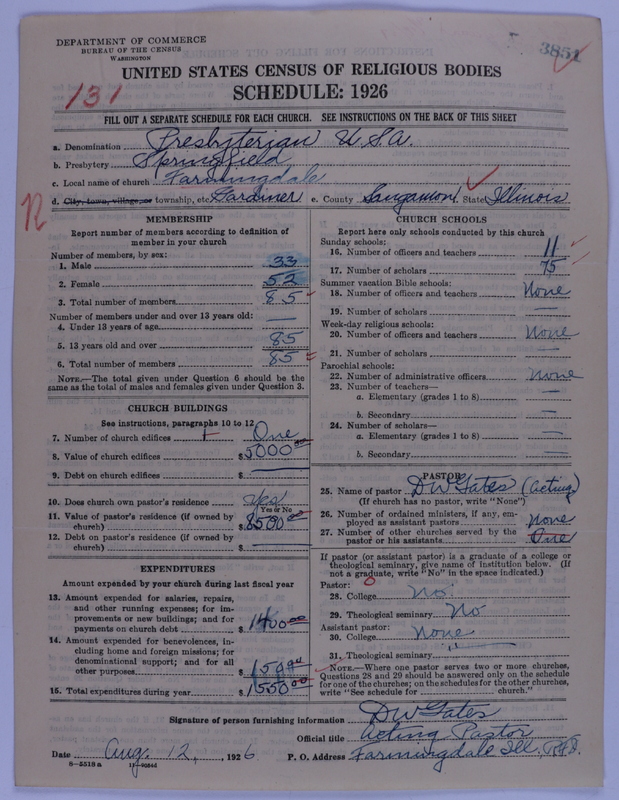 DEPARTMENT OF COMMERCE
BUREAU OF THE CENSUS
WASHINGTON
3851
UNITED STATES CENSUS OF RELIGIOUS BODIES
131
SCHEDULE: 1926
FILL OUT A SEPARATE SCHEDULE FOR EACH CHURCH. SEE INSTRUCTIONS ON THE BACK OF THIS SHEET
a. Denomination Presbyterian U.S.A.
b. Presbytery Springfield
c. Local name of church Farmingdale
d. City, town, village, or township, etc. Gardiner e. County Sangamon State Illinois
MEMBERSHIP
Report number of members according to definition of
member in your church
Number of members, by sex:
1. Male 33
2. Female 52
3. Total number of members 85
Number of members under and over 13 years old:
4. Under 13 years of age —
5. 13 years old and over 85
6. Total number of members 85
NOTE.—The total given under Question 6 should be the
same as the total of males and females given under Question 3.
CHURCH BUILDINGS
See instructions, paragraphs 10 to 12
7. Number of church edifices One
8. Value of church edifices $5000 00
9. Debt on church edifices $ —
10. Does church own pastor's residence Yes
Yes or No
11. Value of pastor's residence (if owned by
church) $ 00
12. Debt on pastor's residence (if owned by
church) $ —
EXPENDITURES
Amount expended by your church during last fiscal year
13. Amount expended for salaries, repairs,
and other running expenses; for im-
provements or new buildings; and for
payments on church debt $ 1400 00
14. Amount expended for benevolences, in-
cluding home and foreign missions; for
denominational support; and for all
other purposes $ 150 00
15. Total expenditures during year $ 1550 00
CHURCH SCHOOLS
Report here only schools conducted by this church
Sunday schools:
16. Number of officers and teachers 11
17. Number of scholars 75
Summer vacation Bible schools:
18. Number of officers and teachers None
19. Number of scholars —
Week-day religious schools:
20. Number of officers and teachers None
21. Number of scholars —
Parochial schools:
22. Number of administrative officers None
23. Number of teachers—
a. Elementary (grades 1 to 8) —
b. Secondary —
24. Number of scholars—
a. Elementary (grades 1 to 8) —
b. Secondary —
PASTOR
25. Name of pastor D W Gates (Acting)
(If church has no pastor, write "None")
26. Number of ordained ministers, if any, em-
ployed as assistant pastors None
27. Number of other churches served by the
pastor or his assistants One
If pastor (or assistant pastor) is a graduate of a college or
theological seminary, give name of institution below. (If
not a graduate, write "No" in the space indicated.)
Pastor:
28. College No
29. Theological seminary No
Assistant pastor:
30. College None
31. Theological seminary "
NOTE.—Where one pastor serves two or more churches,
Questions 28 and 29 should be answered only on the schedule
for one of the churches; on the schedules for the other churches,
write "See schedule for church."
Signature of person furnishing information D W Gates
Official title Acting Pastor
Date Aug. 12, 1926 P. O. Address Farmingdale Ill. RFD.
8-5518a